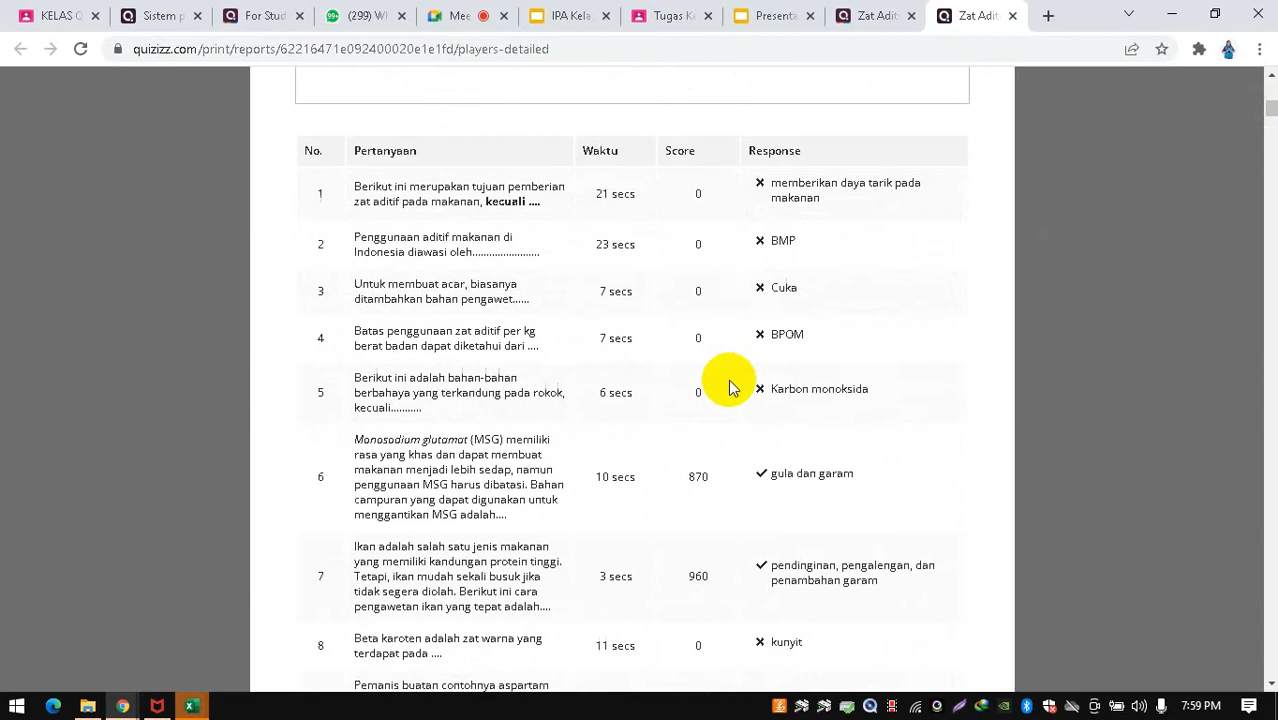 KELAS Q
Sistem p
For Stud
(299) Wh
Mee
IPA Kela
Tugas Ke
Presenta
Zat Aditi
Zat Aditi
quizizz.com/print/reports/62216471e092400020e1e1fd/players-detailed
No. Pertanyaan Waktu Score Response
1 Berikut ini merupakan tujuan pemberian zat aditif pada makanan, kecuali .... 21 secs 0 ✕ memberikan daya tarik pada makanan
2 Penggunaan aditif makanan di Indonesia diawasi oleh........................ 23 secs 0 ✕ BMP
3 Untuk membuat acar, biasanya ditambahkan bahan pengawet...... 7 secs 0 ✕ Cuka
4 Batas penggunaan zat aditif per kg berat badan dapat diketahui dari .... 7 secs 0 ✕ BPOM
5 Berikut ini adalah bahan-bahan berbahaya yang terkandung pada rokok, kecuali........... 6 secs 0 ✕ Karbon monoksida
6 Monosodium glutamat (MSG) memiliki rasa yang khas dan dapat membuat makanan menjadi lebih sedap, namun penggunaan MSG harus dibatasi. Bahan campuran yang dapat digunakan untuk menggantikan MSG adalah.... 10 secs 870 ✓ gula dan garam
7 Ikan adalah salah satu jenis makanan yang memiliki kandungan protein tinggi. Tetapi, ikan mudah sekali busuk jika tidak segera diolah. Berikut ini cara pengawetan ikan yang tepat adalah.... 3 secs 960 ✓ pendinginan, pengalengan, dan penambahan garam
8 Beta karoten adalah zat warna yang terdapat pada .... 11 secs 0 ✕ kunyit
Pemanis buatan contohnya aspartam
7:59 PM